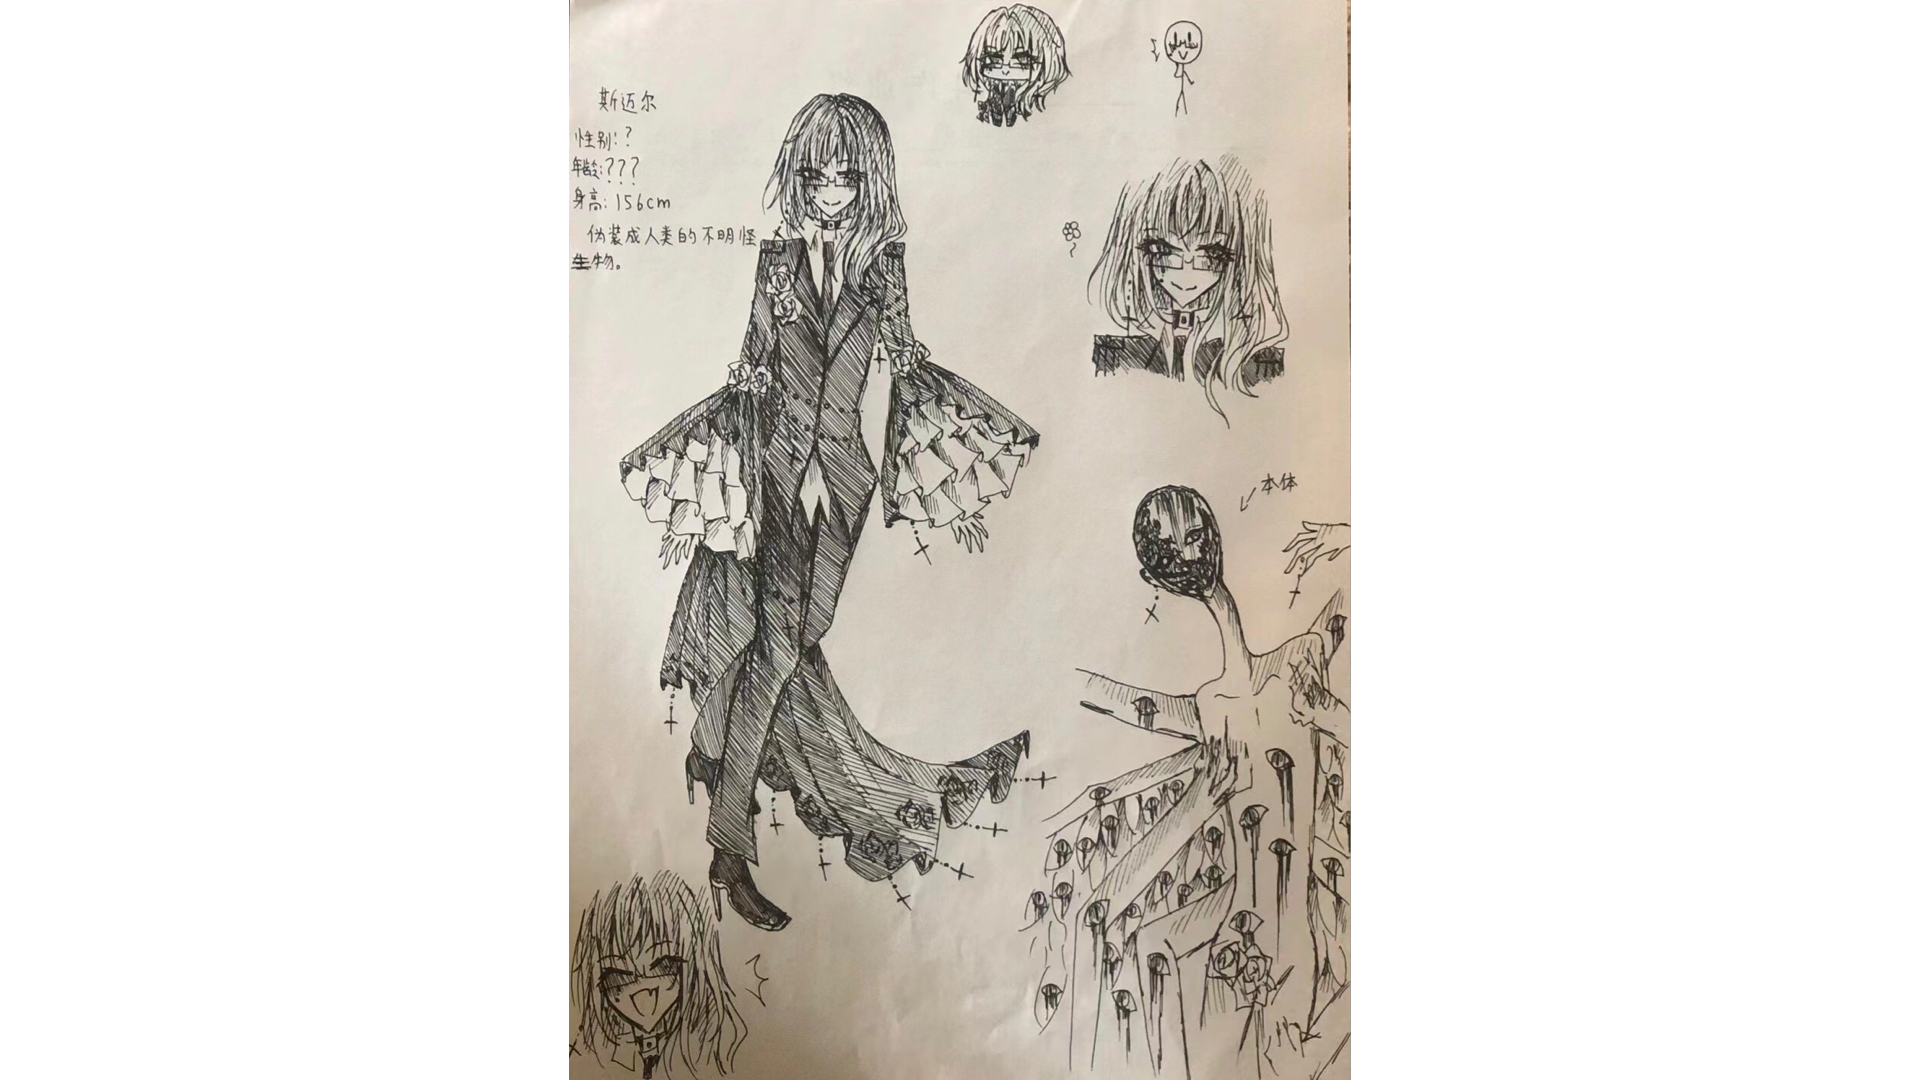 斯迈尔
性别:?
年龄:???
身高:156cm
伪装成人类的不明怪
生物。
本体